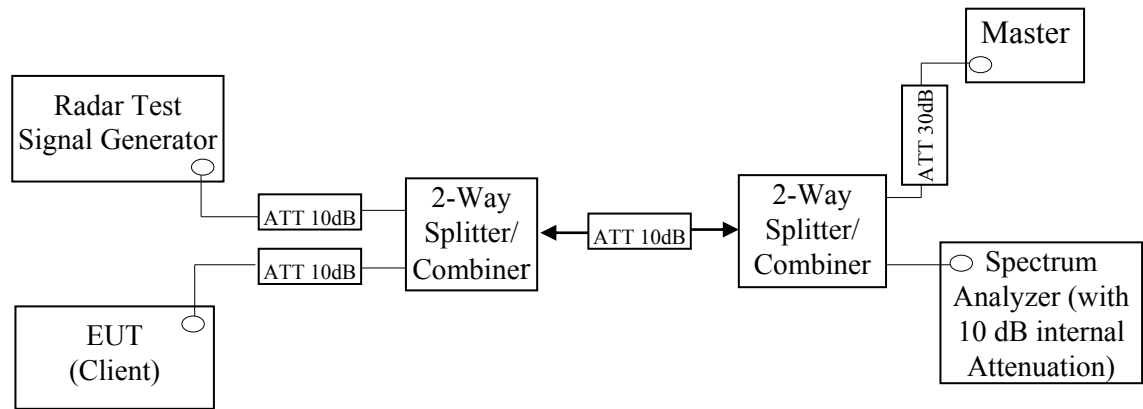 Master
Radar Test
Signal Generator
ATT 30dB
ATT 10dB
2-Way
Splitter/
Combiner
ATT 10dB
2-Way
Splitter/
Combiner
ATT 10dB
EUT
(Client)
Spectrum
Analyzer (with
10 dB internal
Attenuation)